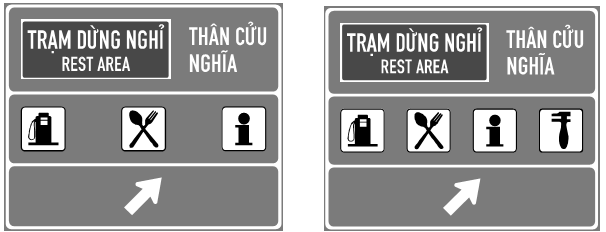 TRẠM DỪNG NGHỈ
REST AREA
THÂN CỬU
NGHĨA
TRẠM DỪNG NGHỈ
REST AREA
THÂN CỬU
NGHĨA